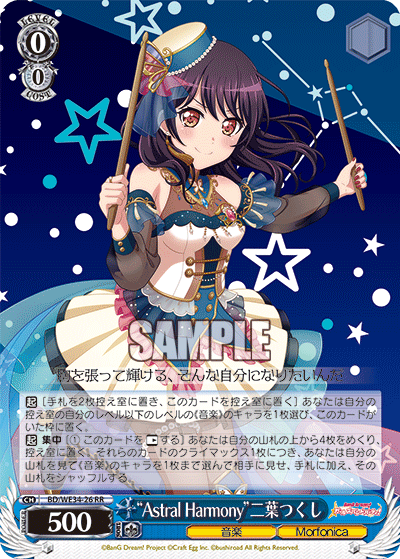 LEVEL
0
0
COST
SAMPLE
胸を張って輝ける、そんな自分になりたいんだ
起 [手札を2枚控え室に置き、このカードを控え室に置く] あなたは自分の
控え室の自分のレベル以下のレベルの《音楽》のキャラを1枚選び、このカードが
いた枠に置く。
起 集中 [① このカードを する] あなたは自分の山札の上から4枚をめくり、
控え室に置き、それらのカードのクライマックス1枚につき、あなたは自分の
山札を見て《音楽》のキャラを1枚まで選んで相手に見せ、手札に加え、その
山札をシャッフルする。
CH BD/WE34-26 RR
500
"Astral Harmony"二葉つくし
音楽 Morfonica
©BanG Dream! Project ©Craft Egg Inc. ©bushiroad All Rights Reserved.